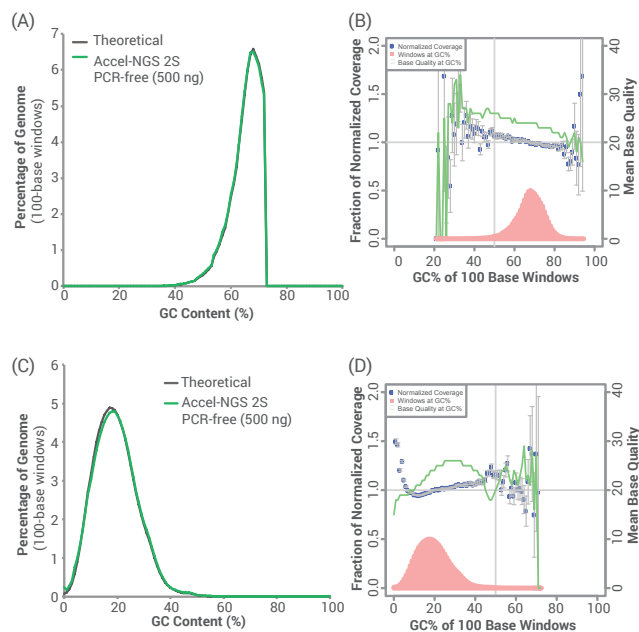 (A)
Theoretical
Accel-NGS 2S
PCR-free (500 ng)
Percentage of Genome
(100-base windows)
7
6
5
4
3
2
1
0
0 20 40 60 80 100
GC Content (%)
(B)
Normalized Coverage
Windows at GC%
Base Quality at GC%
Fraction of Normalized Coverage
2.0
1.5
1.0
0.5
0.0
40
30
20
10
0
Mean Base Quality
0 20 40 60 80 100
GC% of 100 Base Windows
(C)
Theoretical
Accel-NGS 2S
PCR-free (500 ng)
Percentage of Genome
(100-base windows)
6
5
4
3
2
1
0
0 20 40 60 80 100
GC Content (%)
(D)
Normalized Coverage
Windows at GC%
Base Quality at GC%
Fraction of Normalized Coverage
2.0
1.5
1.0
0.5
0.0
40
30
20
10
0
Mean Base Quality
0 20 40 60 80 100
GC% of 100 Base Windows